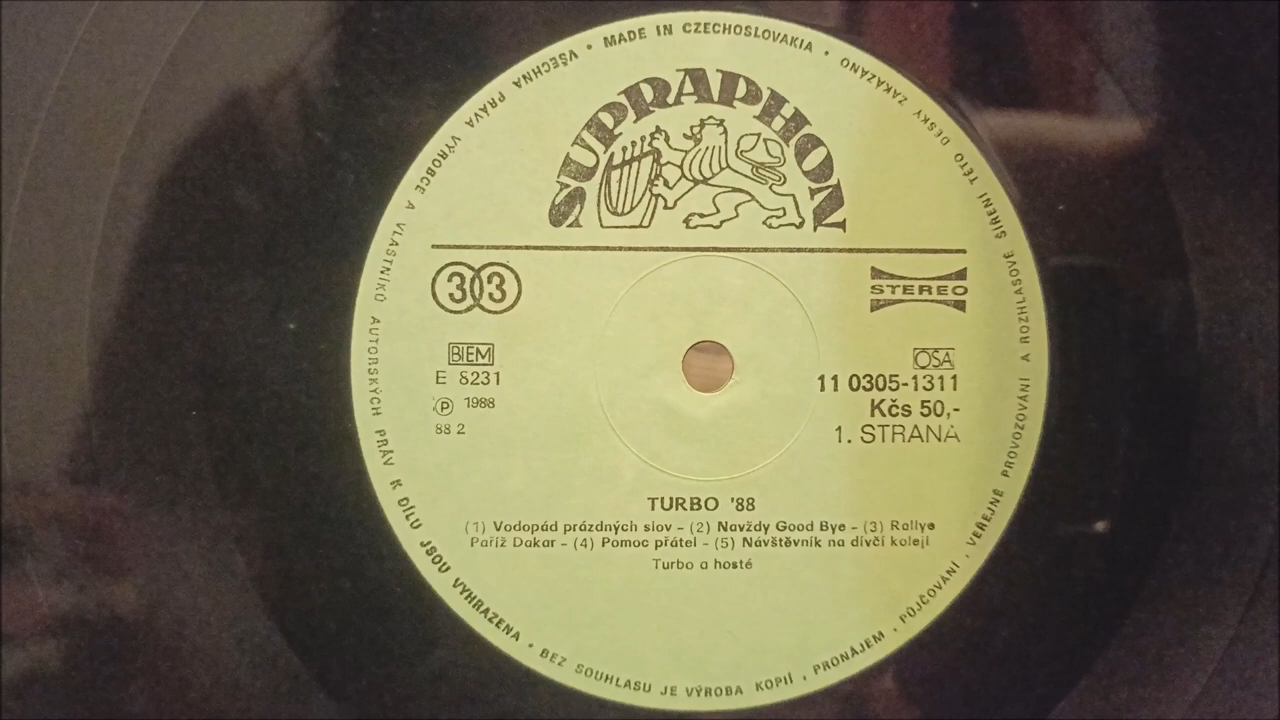 VŠECHNA PRÁVA VÝROBCE A VLASTNÍKŮ AUTORSKÝCH PRÁV K DÍLU JSOU VYHRAZENA • BEZ SOUHLASU JE VÝROBA KOPIÍ, PRONÁJEM, PŮJČOVÁNÍ, VEŘEJNÉ PROVOZOVÁNÍ A ROZHLASOVÉ ŠÍŘENÍ TÉTO DESKY ZAKÁZÁNO • MADE IN CZECHOSLOVAKIA •
SUPRAPHON
33 STEREO
BIEM OSA
E 8231 11 0305-1311
Ⓟ 1988 Kčs 50,-
88 2 1. STRANA
TURBO '88
(1) Vodopád prázdných slov – (2) Navždy Good Bye – (3) Rallye
Paříž Dakar – (4) Pomoc přátel – (5) Návštěvník na dívčí koleji
Turbo a hosté